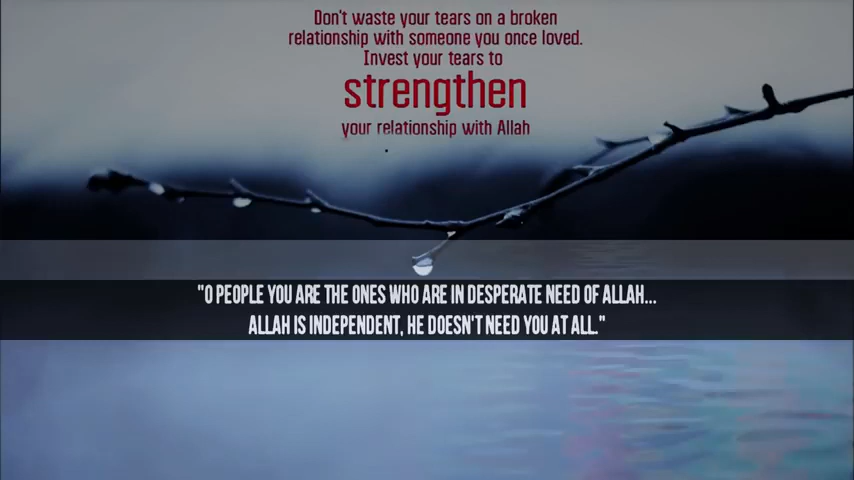 Don't waste your tears on a broken
relationship with someone you once loved.
Invest your tears to
strengthen
your relationship with Allah
"O PEOPLE YOU ARE THE ONES WHO ARE IN DESPERATE NEED OF ALLAH...
ALLAH IS INDEPENDENT, HE DOESN'T NEED YOU AT ALL."